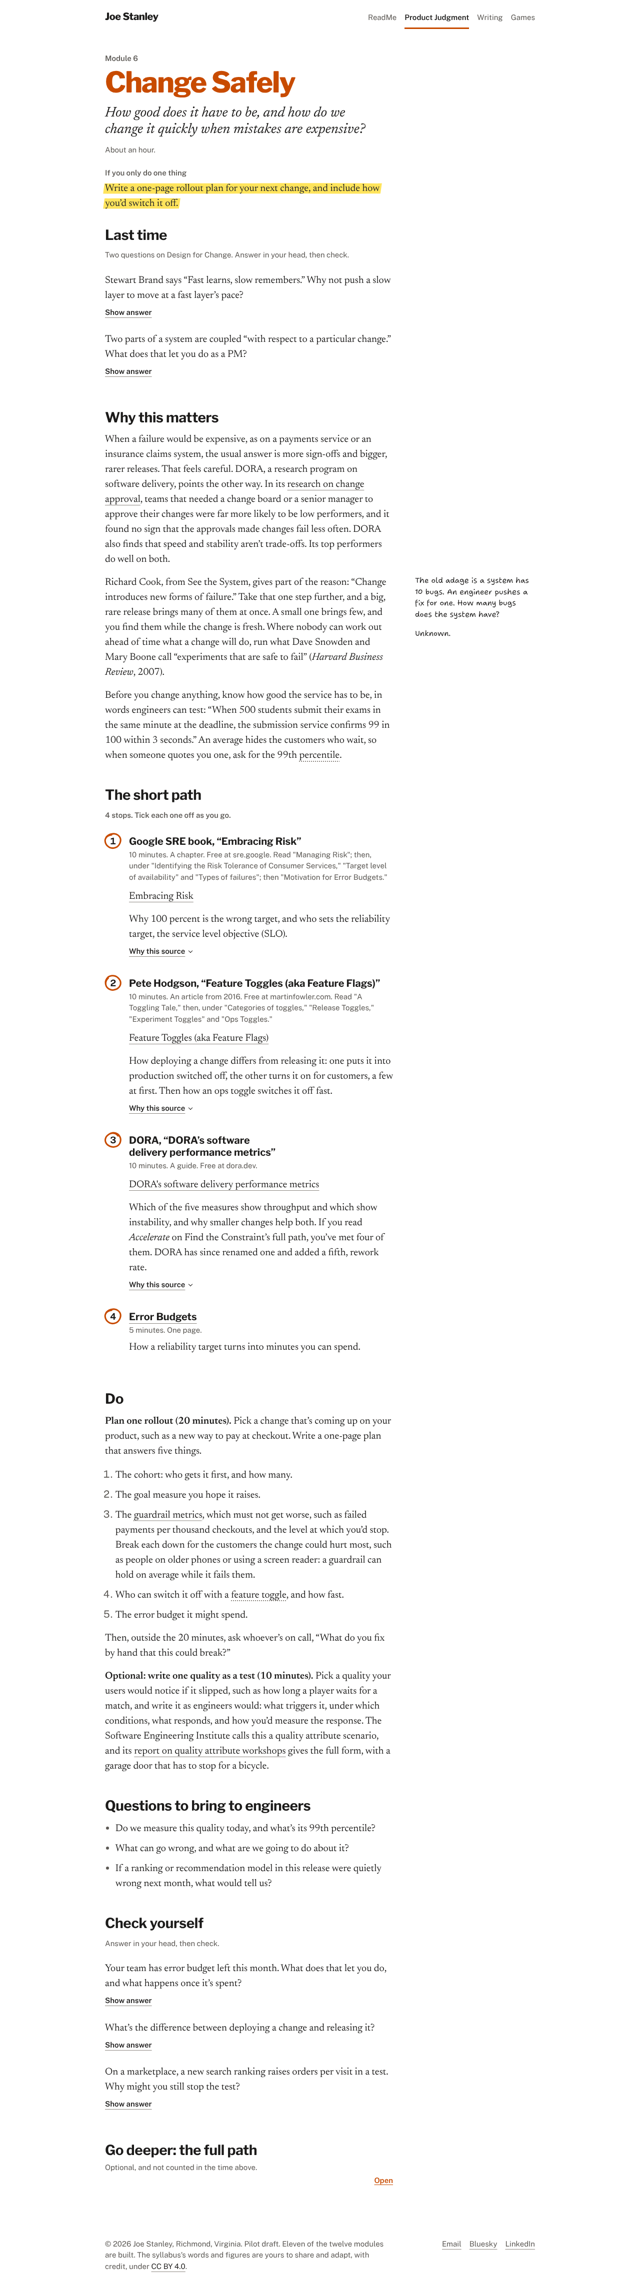 Joe Stanley
ReadMe Product Judgment Writing Games
Module 6
Change Safely
How good does it have to be, and how do we
change it quickly when mistakes are expensive?
About an hour.
If you only do one thing
Write a one-page rollout plan for your next change, and include how
you’d switch it off.
Last time
Two questions on Design for Change. Answer in your head, then check.
Stewart Brand says “Fast learns, slow remembers.” Why not push a slow
layer to move at a fast layer’s pace?
Show answer
Two parts of a system are coupled “with respect to a particular change.”
What does that let you do as a PM?
Show answer
Why this matters
When a failure would be expensive, as on a payments service or an
insurance claims system, the usual answer is more sign-offs and bigger,
rarer releases. That feels careful. DORA, a research program on
software delivery, points the other way. In its research on change
approval, teams that needed a change board or a senior manager to
approve their changes were far more likely to be low performers, and it
found no sign that the approvals made changes fail less often. DORA
also finds that speed and stability aren’t trade-offs. Its top performers
do well on both.
Richard Cook, from See the System, gives part of the reason: “Change
introduces new forms of failure.” Take that one step further, and a big,
rare release brings many of them at once. A small one brings few, and
you find them while the change is fresh. Where nobody can work out
ahead of time what a change will do, run what Dave Snowden and
Mary Boone call “experiments that are safe to fail” (Harvard Business
Review, 2007).
The old adage is a system has
10 bugs. An engineer pushes a
fix for one. How many bugs
does the system have?
Unknown.
Before you change anything, know how good the service has to be, in
words engineers can test: “When 500 students submit their exams in
the same minute at the deadline, the submission service confirms 99 in
100 within 3 seconds.” An average hides the customers who wait, so
when someone quotes you one, ask for the 99th percentile.
The short path
4 stops. Tick each one off as you go.
1 Google SRE book, “Embracing Risk”
10 minutes. A chapter. Free at sre.google. Read "Managing Risk"; then,
under "Identifying the Risk Tolerance of Consumer Services," "Target level
of availability" and "Types of failures"; then "Motivation for Error Budgets."
Embracing Risk
Why 100 percent is the wrong target, and who sets the reliability
target, the service level objective (SLO).
Why this source
2 Pete Hodgson, “Feature Toggles (aka Feature Flags)”
10 minutes. An article from 2016. Free at martinfowler.com. Read "A
Toggling Tale," then, under "Categories of toggles," "Release Toggles,"
"Experiment Toggles" and "Ops Toggles."
Feature Toggles (aka Feature Flags)
How deploying a change differs from releasing it: one puts it into
production switched off, the other turns it on for customers, a few
at first. Then how an ops toggle switches it off fast.
Why this source
3 DORA, “DORA’s software
delivery performance metrics”
10 minutes. A guide. Free at dora.dev.
DORA’s software delivery performance metrics
Which of the five measures show throughput and which show
instability, and why smaller changes help both. If you read
Accelerate on Find the Constraint’s full path, you’ve met four of
them. DORA has since renamed one and added a fifth, rework
rate.
Why this source
4 Error Budgets
5 minutes. One page.
How a reliability target turns into minutes you can spend.
Do
Plan one rollout (20 minutes). Pick a change that’s coming up on your
product, such as a new way to pay at checkout. Write a one-page plan
that answers five things.
1. The cohort: who gets it first, and how many.
2. The goal measure you hope it raises.
3. The guardrail metrics, which must not get worse, such as failed
payments per thousand checkouts, and the level at which you’d stop.
Break each down for the customers the change could hurt most, such
as people on older phones or using a screen reader: a guardrail can
hold on average while it fails them.
4. Who can switch it off with a feature toggle, and how fast.
5. The error budget it might spend.
Then, outside the 20 minutes, ask whoever’s on call, “What do you fix
by hand that this could break?”
Optional: write one quality as a test (10 minutes). Pick a quality your
users would notice if it slipped, such as how long a player waits for a
match, and write it as engineers would: what triggers it, under which
conditions, what responds, and how you’d measure the response. The
Software Engineering Institute calls this a quality attribute scenario,
and its report on quality attribute workshops gives the full form, with a
garage door that has to stop for a bicycle.
Questions to bring to engineers
• Do we measure this quality today, and what’s its 99th percentile?
• What can go wrong, and what are we going to do about it?
• If a ranking or recommendation model in this release were quietly
wrong next month, what would tell us?
Check yourself
Answer in your head, then check.
Your team has error budget left this month. What does that let you do,
and what happens once it’s spent?
Show answer
What’s the difference between deploying a change and releasing it?
Show answer
On a marketplace, a new search ranking raises orders per visit in a test.
Why might you still stop the test?
Show answer
Go deeper: the full path
Optional, and not counted in the time above.
Open
© 2026 Joe Stanley, Richmond, Virginia. Pilot draft. Eleven of the twelve modules
are built. The syllabus’s words and figures are yours to share and adapt, with
credit, under CC BY 4.0.
Email Bluesky LinkedIn